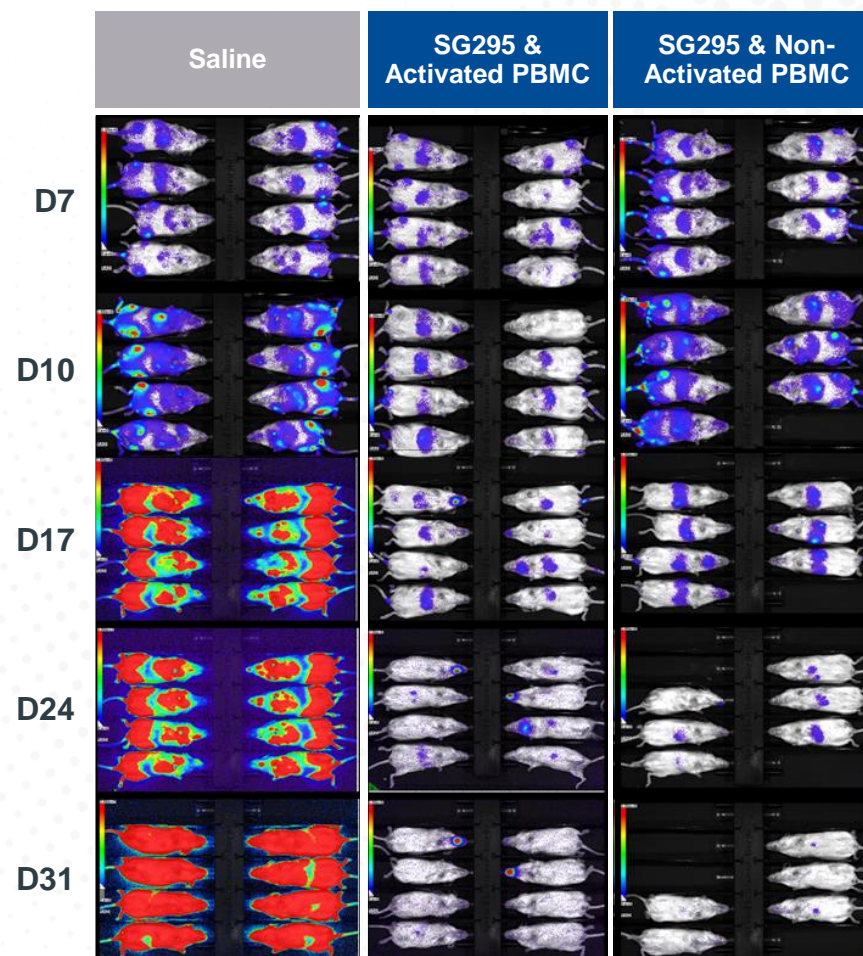 Saline
SG295 &
Activated PBMC
SG295 & Non-
Activated PBMC
D7
D10
D17
D24
D31